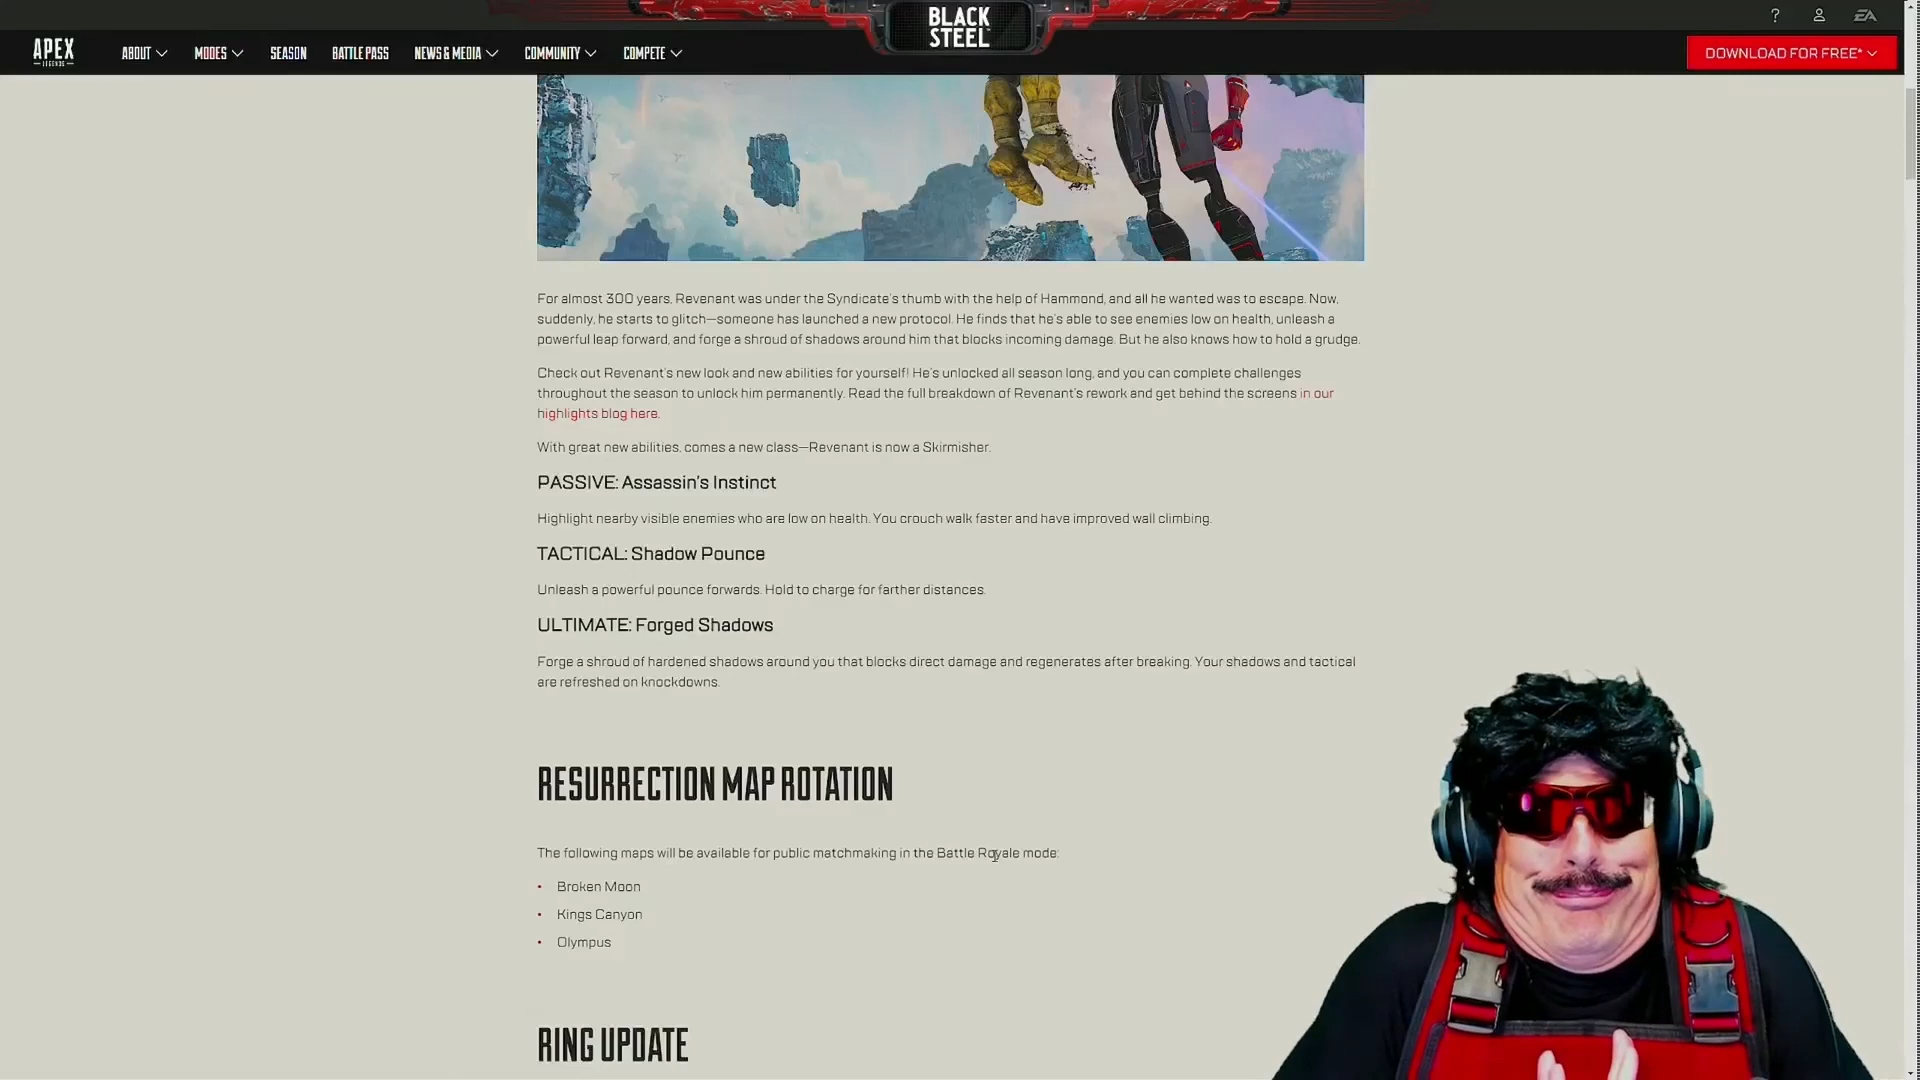 BLACK
STEEL
APEX
LEGENDS
ABOUT
MODES
SEASON
BATTLE PASS
NEWS & MEDIA
COMMUNITY
COMPETE
?
EA
DOWNLOAD FOR FREE*
For almost 300 years, Revenant was under the Syndicate's thumb with the help of Hammond, and all he wanted was to escape. Now,
suddenly, he starts to glitch—someone has launched a new protocol. He finds that he's able to see enemies low on health, unleash a
powerful leap forward, and forge a shroud of shadows around him that blocks incoming damage. But he also knows how to hold a grudge.
Check out Revenant's new look and new abilities for yourself! He's unlocked all season long, and you can complete challenges
throughout the season to unlock him permanently. Read the full breakdown of Revenant's rework and get behind the screens in our
highlights blog here.
With great new abilities, comes a new class—Revenant is now a Skirmisher.
PASSIVE: Assassin's Instinct
Highlight nearby visible enemies who are low on health. You crouch walk faster and have improved wall climbing.
TACTICAL: Shadow Pounce
Unleash a powerful pounce forwards. Hold to charge for farther distances.
ULTIMATE: Forged Shadows
Forge a shroud of hardened shadows around you that blocks direct damage and regenerates after breaking. Your shadows and tactical
are refreshed on knockdowns.
RESURRECTION MAP ROTATION
The following maps will be available for public matchmaking in the Battle Royale mode:
• Broken Moon
• Kings Canyon
• Olympus
RING UPDATE